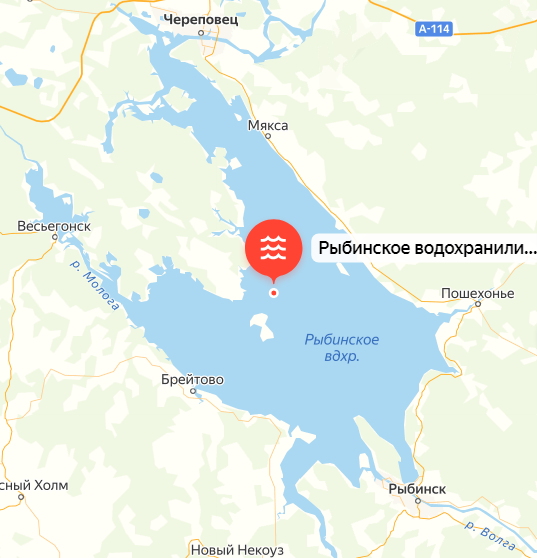 Череповец
А-114
Мякса
Весьегонск
Рыбинское водохранили...
р. Молога
Пошехонье
Рыбинское
вдхр.
Брейтово
сный Холм
Рыбинск
р. Волга
Новый Некоуз